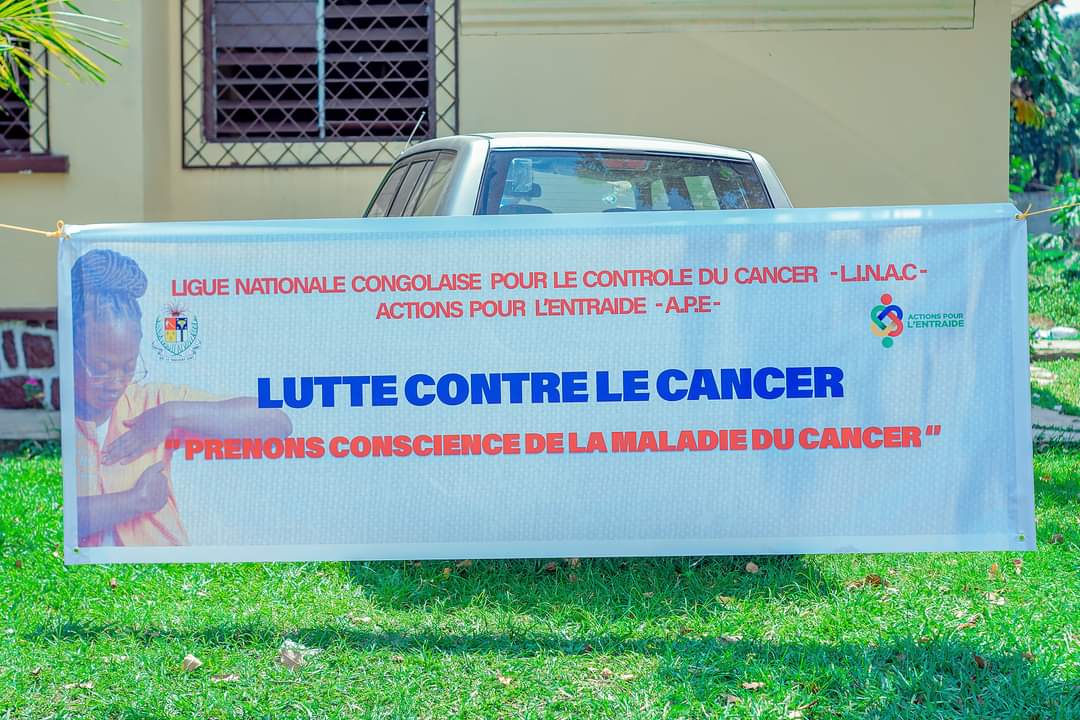 LIGUE NATIONALE CONGOLAISE POUR LE CONTROLE DU CANCER -L.I.N.A.C-
ACTIONS POUR L'ENTRAIDE -A.P.E-
ACTIONS POUR
L'ENTRAIDE
LUTTE CONTRE LE CANCER
"PRENONS CONSCIENCE DE LA MALADIE DU CANCER"